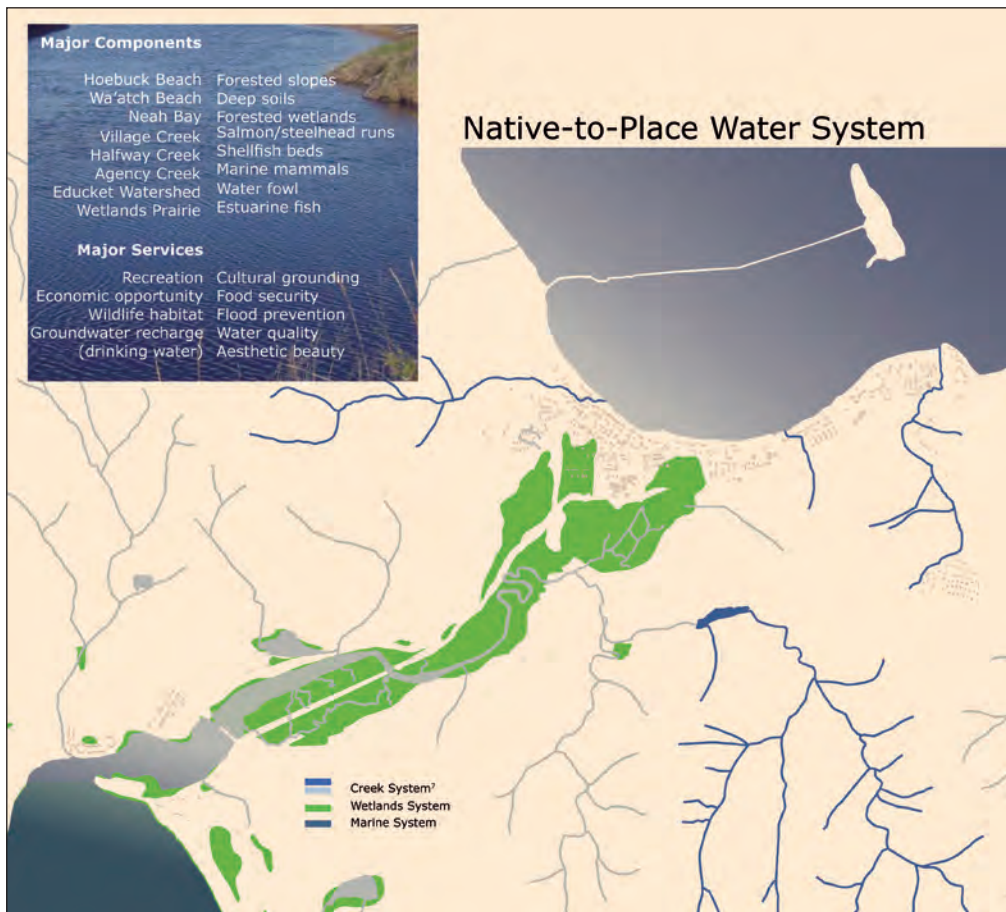 Major Components
Hoebuck Beach Forested slopes
Wa'atch Beach Deep soils
Neah Bay Forested wetlands
Village Creek Salmon/steelhead runs
Halfway Creek Shellfish beds
Agency Creek Marine mammals
Educket Watershed Water fowl
Wetlands Prairie Estuarine fish
Major Services
Recreation Cultural grounding
Economic opportunity Food security
Wildlife habitat Flood prevention
Groundwater recharge Water quality
(drinking water) Aesthetic beauty
Native-to-Place Water System
Creek System⁷
Wetlands System
Marine System